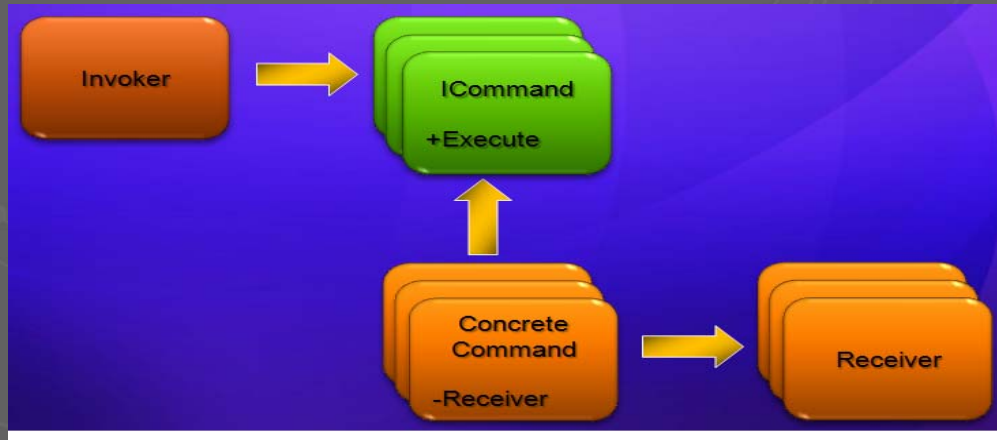 Invoker
ICommand
+Execute
Concrete
Command
-Receiver
Receiver